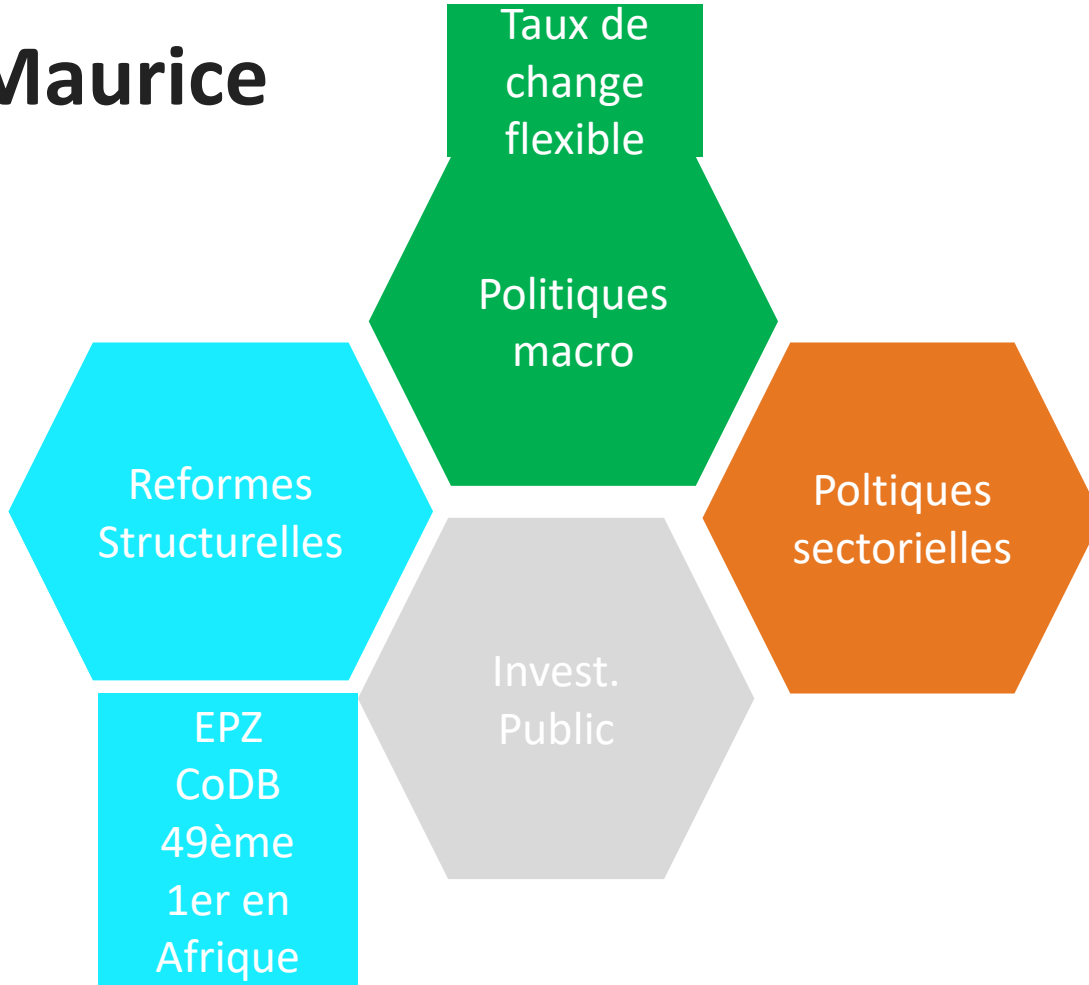 Maurice
Taux de
change
flexible
Politiques
macro
Reformes
Structurelles
Poltiques
sectorielles
Invest.
Public
EPZ
CoDB
49ème
1er en
Afrique